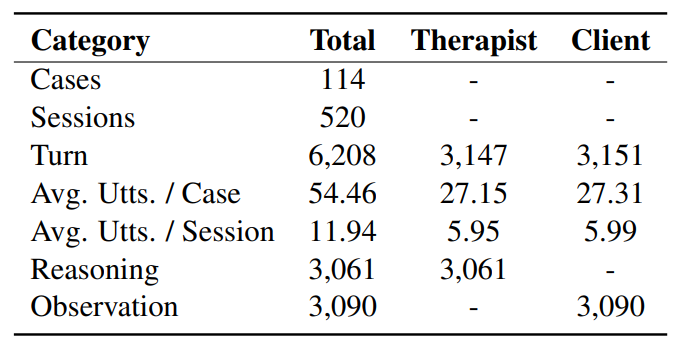 Category Total Therapist Client
Cases 114 - -
Sessions 520 - -
Turn 6,208 3,147 3,151
Avg. Utts. / Case 54.46 27.15 27.31
Avg. Utts. / Session 11.94 5.95 5.99
Reasoning 3,061 3,061 -
Observation 3,090 - 3,090